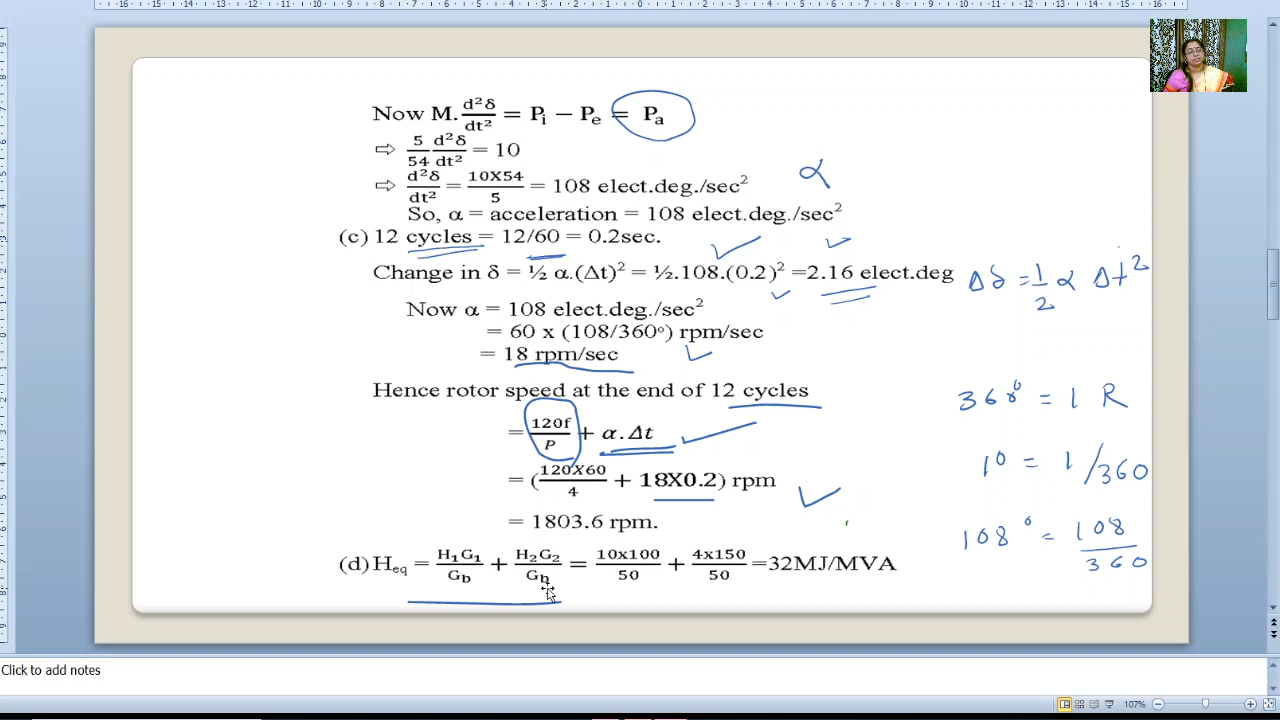 Now M. d²δ/dt² = Pᵢ − Pₑ = Pₐ
⇨ 5/54 d²δ/dt² = 10
⇨ d²δ/dt² = 10X54/5 = 108 elect.deg./sec²
α
So, α = acceleration = 108 elect.deg./sec²
(c) 12 cycles = 12/60 = 0.2sec.
Change in δ = ½ α.(Δt)² = ½.108.(0.2)² =2.16 elect.deg
Δδ = 1/2 α Δt²
Now α = 108 elect.deg./sec²
= 60 x (108/360°) rpm/sec
= 18 rpm/sec
Hence rotor speed at the end of 12 cycles
360° = 1 R
= 120f/P + α.Δt
1° = 1/360
= (120X60/4 + 18X0.2) rpm
= 1803.6 rpm.
108° = 108/360
(d) H_eq = H₁G₁/G_b + H₂G₂/G_b = 10x100/50 + 4x150/50 =32MJ/MVA
Click to add notes
107%